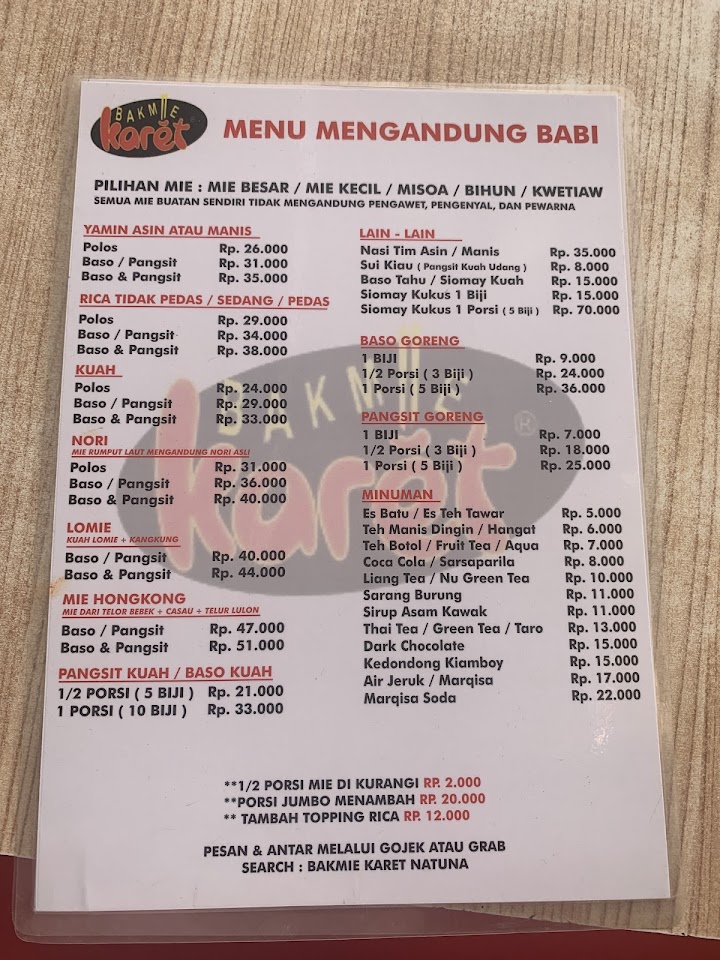 BAKMIE
karét
MENU MENGANDUNG BABI
PILIHAN MIE : MIE BESAR / MIE KECIL / MISOA / BIHUN / KWETIAW
SEMUA MIE BUATAN SENDIRI TIDAK MENGANDUNG PENGAWET, PENGENYAL, DAN PEWARNA
YAMIN ASIN ATAU MANIS
Polos Rp. 26.000
Baso / Pangsit Rp. 31.000
Baso & Pangsit Rp. 35.000
RICA TIDAK PEDAS / SEDANG / PEDAS
Polos Rp. 29.000
Baso / Pangsit Rp. 34.000
Baso & Pangsit Rp. 38.000
KUAH
Polos Rp. 24.000
Baso / Pangsit Rp. 29.000
Baso & Pangsit Rp. 33.000
NORI
MIE RUMPUT LAUT MENGANDUNG NORI ASLI
Polos Rp. 31.000
Baso / Pangsit Rp. 36.000
Baso & Pangsit Rp. 40.000
LOMIE
KUAH LOMIE + KANGKUNG
Baso / Pangsit Rp. 40.000
Baso & Pangsit Rp. 44.000
MIE HONGKONG
MIE DARI TELOR BEBEK + CASAU + TELUR LULON
Baso / Pangsit Rp. 47.000
Baso & Pangsit Rp. 51.000
PANGSIT KUAH / BASO KUAH
1/2 PORSI ( 5 BIJI ) Rp. 21.000
1 PORSI ( 10 BIJI ) Rp. 33.000
LAIN - LAIN
Nasi Tim Asin / Manis Rp. 35.000
Sui Kiau ( Pangsit Kuah Udang ) Rp. 8.000
Baso Tahu / Siomay Kuah Rp. 15.000
Siomay Kukus 1 Biji Rp. 15.000
Siomay Kukus 1 Porsi ( 5 Biji ) Rp. 70.000
BASO GORENG
1 BIJI Rp. 9.000
1/2 Porsi ( 3 Biji ) Rp. 24.000
1 Porsi ( 5 Biji ) Rp. 36.000
PANGSIT GORENG
1 BIJI Rp. 7.000
1/2 Porsi ( 3 Biji ) Rp. 18.000
1 Porsi ( 5 Biji ) Rp. 25.000
MINUMAN
Es Batu / Es Teh Tawar Rp. 5.000
Teh Manis Dingin / Hangat Rp. 6.000
Teh Botol / Fruit Tea / Aqua Rp. 7.000
Coca Cola / Sarsaparila Rp. 8.000
Liang Tea / Nu Green Tea Rp. 10.000
Sarang Burung Rp. 11.000
Sirup Asam Kawak Rp. 11.000
Thai Tea / Green Tea / Taro Rp. 13.000
Dark Chocolate Rp. 15.000
Kedondong Kiamboy Rp. 15.000
Air Jeruk / Marqisa Rp. 17.000
Marqisa Soda Rp. 22.000
BAKMIE
karét ®
**1/2 PORSI MIE DI KURANGI RP. 2.000
**PORSI JUMBO MENAMBAH RP. 20.000
** TAMBAH TOPPING RICA RP. 12.000
PESAN & ANTAR MELALUI GOJEK ATAU GRAB
SEARCH : BAKMIE KARET NATUNA